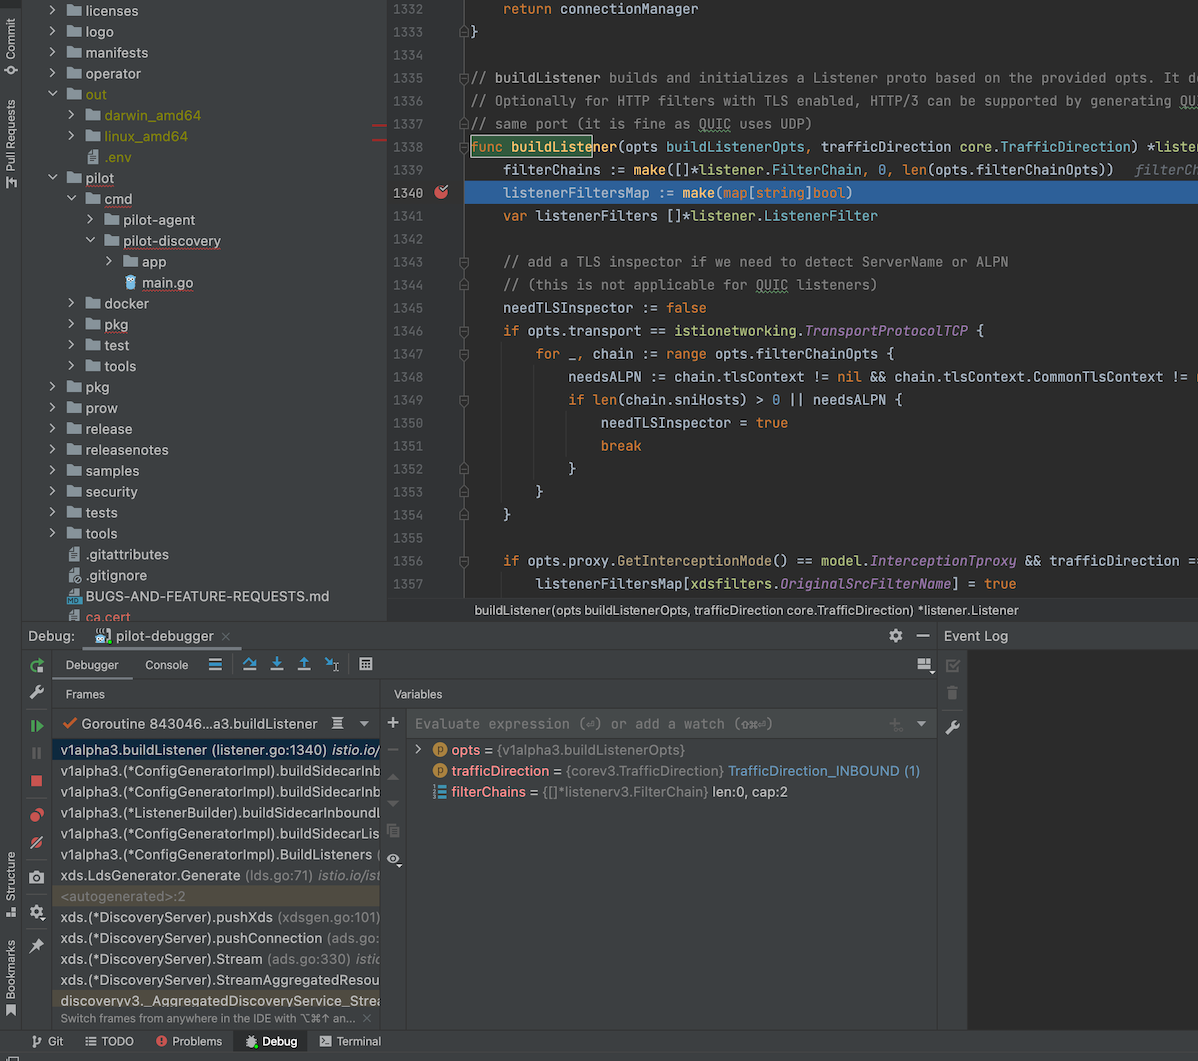 Commit
Pull Requests
Structure
Bookmarks
licenses
logo
manifests
operator
out
darwin_amd64
linux_amd64
.env
pilot
cmd
pilot-agent
pilot-discovery
app
main.go
docker
pkg
test
tools
pkg
prow
release
releasenotes
samples
security
tests
tools
.gitattributes
.gitignore
MD BUGS-AND-FEATURE-REQUESTS.md
ca.cert
1332 return connectionManager
1333 }
1334
1335 // buildListener builds and initializes a Listener proto based on the provided opts. It d
1336 // Optionally for HTTP filters with TLS enabled, HTTP/3 can be supported by generating QU
1337 // same port (it is fine as QUIC uses UDP)
1338 func buildListener(opts buildListenerOpts, trafficDirection core.TrafficDirection) *listen
1339 filterChains := make([]*listener.FilterChain, 0, len(opts.filterChainOpts)) filterCh
1340 listenerFiltersMap := make(map[string]bool)
1341 var listenerFilters []*listener.ListenerFilter
1342
1343 // add a TLS inspector if we need to detect ServerName or ALPN
1344 // (this is not applicable for QUIC listeners)
1345 needTLSInspector := false
1346 if opts.transport == istionetworking.TransportProtocolTCP {
1347 for _, chain := range opts.filterChainOpts {
1348 needsALPN := chain.tlsContext != nil && chain.tlsContext.CommonTlsContext !=
1349 if len(chain.sniHosts) > 0 || needsALPN {
1350 needTLSInspector = true
1351 break
1352 }
1353 }
1354 }
1355
1356 if opts.proxy.GetInterceptionMode() == model.InterceptionTproxy && trafficDirection ==
1357 listenerFiltersMap[xdsfilters.OriginalSrcFilterName] = true
buildListener(opts buildListenerOpts, trafficDirection core.TrafficDirection) *listener.Listener
Debug: pilot-debugger
Event Log
Debugger Console
Frames
Variables
Goroutine 843046...a3.buildListener
Evaluate expression (⏎) or add a watch (⇧⌘⏎)
v1alpha3.buildListener (listener.go:1340) istio.io/
v1alpha3.(*ConfigGeneratorImpl).buildSidecarInb
v1alpha3.(*ConfigGeneratorImpl).buildSidecarInb
v1alpha3.(*ListenerBuilder).buildSidecarInboundL
v1alpha3.(*ConfigGeneratorImpl).buildSidecarLis
v1alpha3.(*ConfigGeneratorImpl).BuildListeners (
xds.LdsGenerator.Generate (lds.go:71) istio.io/ist
<autogenerated>:2
xds.(*DiscoveryServer).pushXds (xdsgen.go:101)
xds.(*DiscoveryServer).pushConnection (ads.go:
xds.(*DiscoveryServer).Stream (ads.go:330) istio
xds.(*DiscoveryServer).StreamAggregatedResou
discoveryv3._AggregatedDiscoveryService_Strea
Switch frames from anywhere in the IDE with ⌥⌘↑ an...
p opts = {v1alpha3.buildListenerOpts}
p trafficDirection = {corev3.TrafficDirection} TrafficDirection_INBOUND (1)
filterChains = {[]*listenerv3.FilterChain} len:0, cap:2
Git TODO Problems Debug Terminal